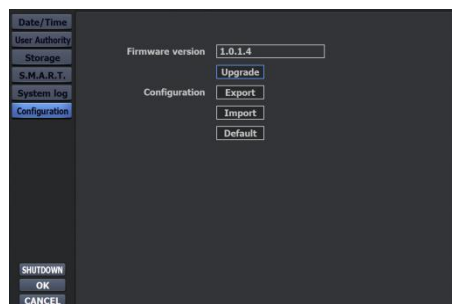 Date/Time
User Authority
Storage
S.M.A.R.T.
System log
Configuration
Firmware version 1.0.1.4
Upgrade
Configuration Export
Import
Default
SHUTDOWN
OK
CANCEL